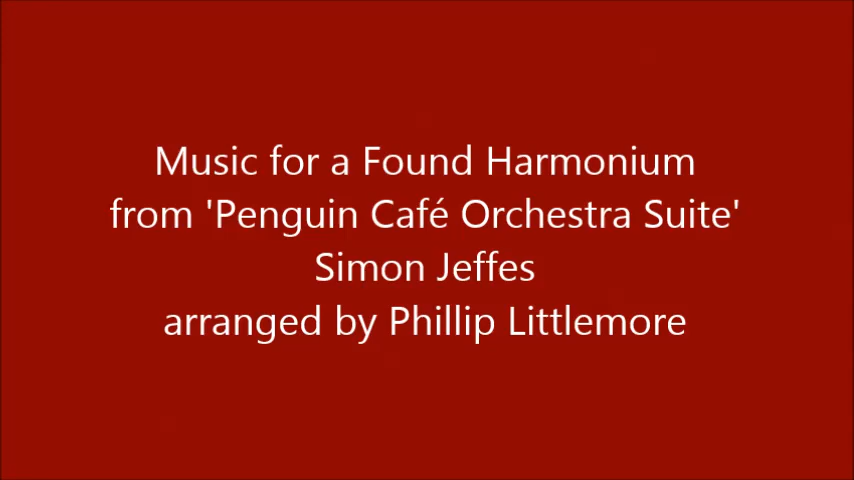 Music for a Found Harmonium
from 'Penguin Café Orchestra Suite'
Simon Jeffes
arranged by Phillip Littlemore